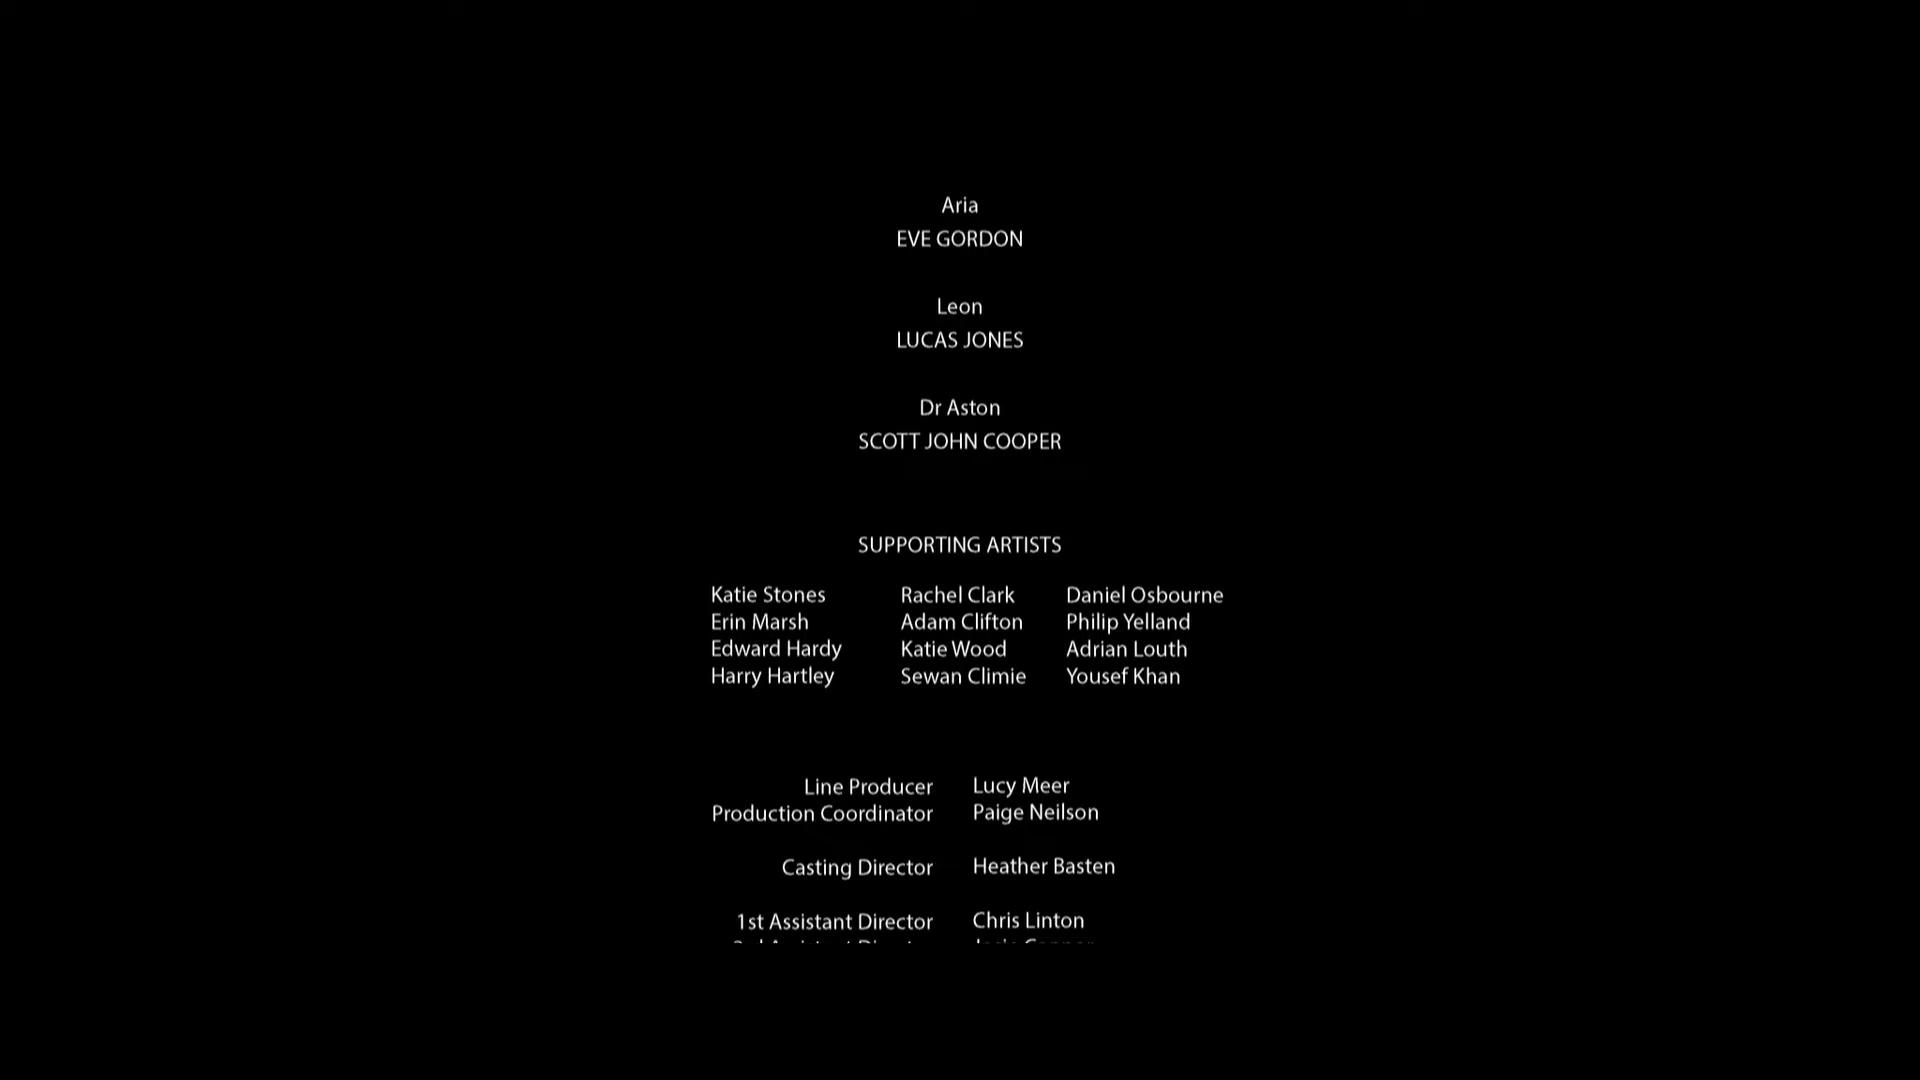 Aria
EVE GORDON
Leon
LUCAS JONES
Dr Aston
SCOTT JOHN COOPER
SUPPORTING ARTISTS
Katie Stones Rachel Clark Daniel Osbourne
Erin Marsh Adam Clifton Philip Yelland
Edward Hardy Katie Wood Adrian Louth
Harry Hartley Sewan Climie Yousef Khan
Line Producer Lucy Meer
Production Coordinator Paige Neilson
Casting Director Heather Basten
1st Assistant Director Chris Linton